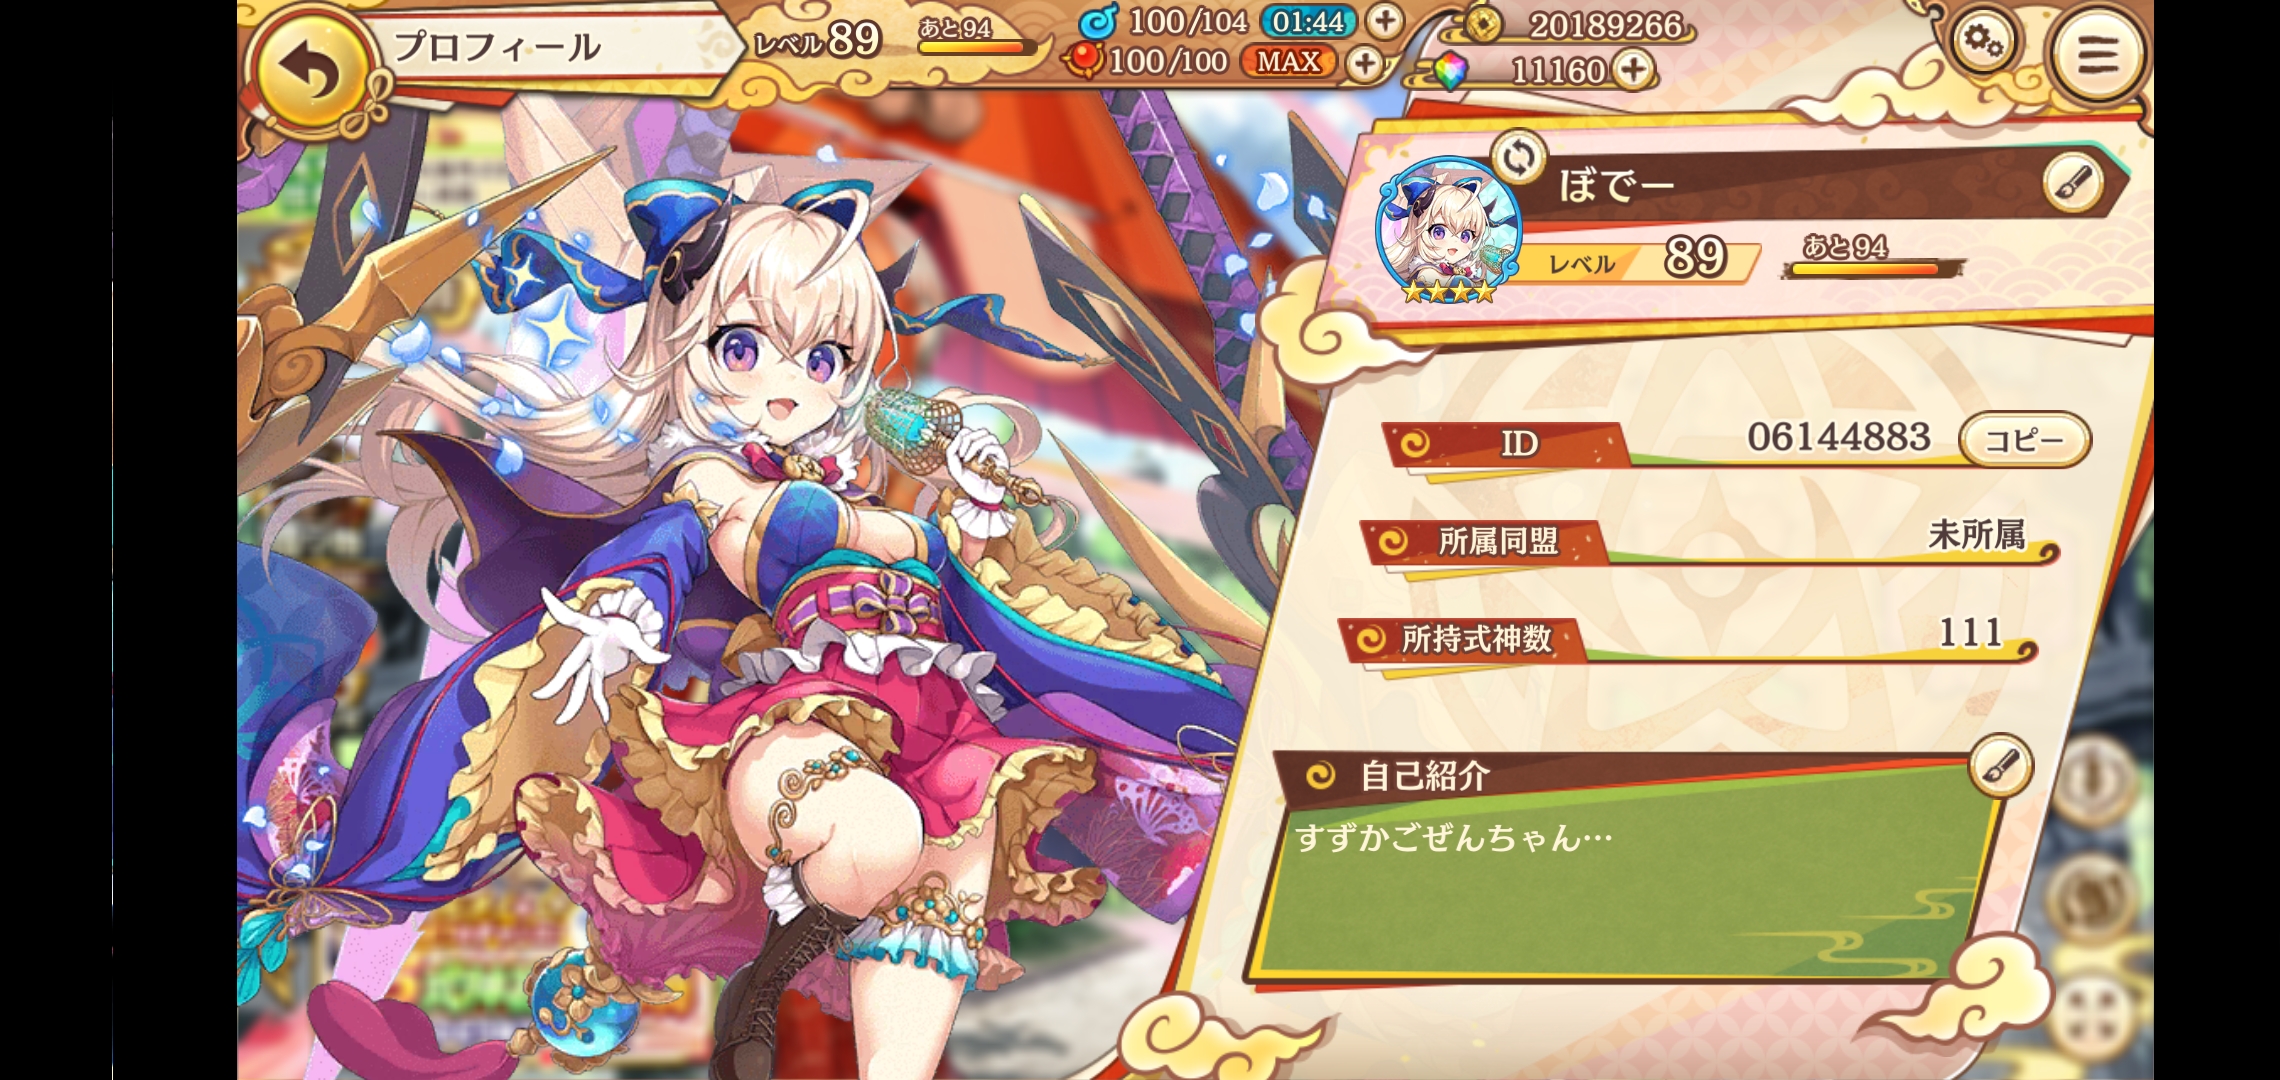 プロフィール
レベル89
あと94
100/104 01:44
100/100 MAX
20189266
11160
ぼでー
レベル 89
あと94
ID 06144883 コピー
所属同盟 未所属
所持式神数 111
自己紹介
すずかごぜんちゃん…